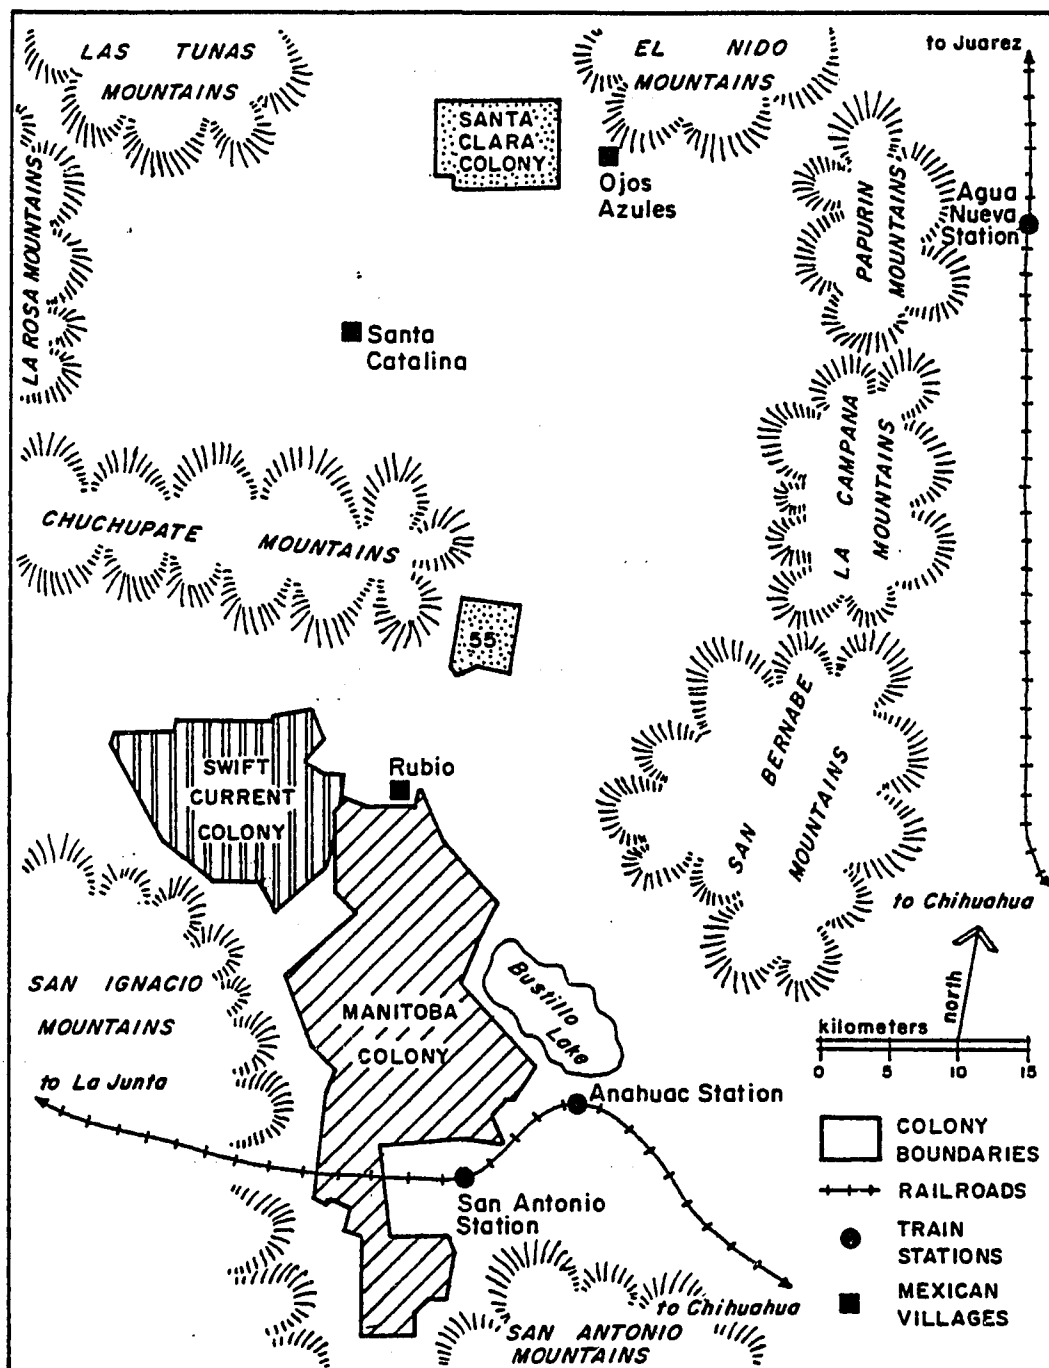 LAS TUNAS
MOUNTAINS
EL NIDO
MOUNTAINS
to Juarez
SANTA
CLARA
COLONY
Ojos
Azules
PAPURIN
MOUNTAINS
Agua
Nueva
Station
LA ROSA MOUNTAINS
Santa
Catalina
LA CAMPANA
MOUNTAINS
CHUCHUPATE MOUNTAINS
55
SAN BERNABE
MOUNTAINS
SWIFT
CURRENT
COLONY
Rubio
to Chihuahua
SAN IGNACIO
MOUNTAINS
MANITOBA
COLONY
Bustillo
Lake
north
kilometers
0 5 10 15
to La Junta
Anahuac Station
San Antonio
Station
COLONY
BOUNDARIES
RAILROADS
TRAIN
STATIONS
MEXICAN
VILLAGES
to Chihuahua
SAN ANTONIO
MOUNTAINS